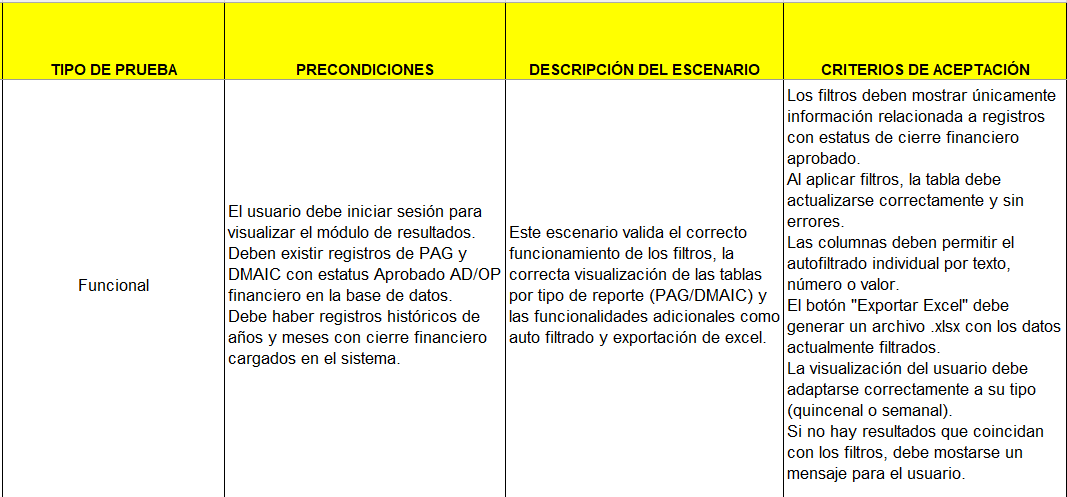 TIPO DE PRUEBA
PRECONDICIONES
DESCRIPCIÓN DEL ESCENARIO
CRITERIOS DE ACEPTACIÓN
Funcional
El usuario debe iniciar sesión para
visualizar el módulo de resultados.
Deben existir registros de PAG y
DMAIC con estatus Aprobado AD/OP
financiero en la base de datos.
Debe haber registros históricos de
años y meses con cierre financiero
cargados en el sistema.
Este escenario valida el correcto
funcionamiento de los filtros, la
correcta visualización de las tablas
por tipo de reporte (PAG/DMAIC) y
las funcionalidades adicionales como
auto filtrado y exportación de excel.
Los filtros deben mostrar únicamente
información relacionada a registros
con estatus de cierre financiero
aprobado.
Al aplicar filtros, la tabla debe
actualizarse correctamente y sin
errores.
Las columnas deben permitir el
autofiltrado individual por texto,
número o valor.
El botón "Exportar Excel" debe
generar un archivo .xlsx con los datos
actualmente filtrados.
La visualización del usuario debe
adaptarse correctamente a su tipo
(quincenal o semanal).
Si no hay resultados que coincidan
con los filtros, debe mostarse un
mensaje para el usuario.